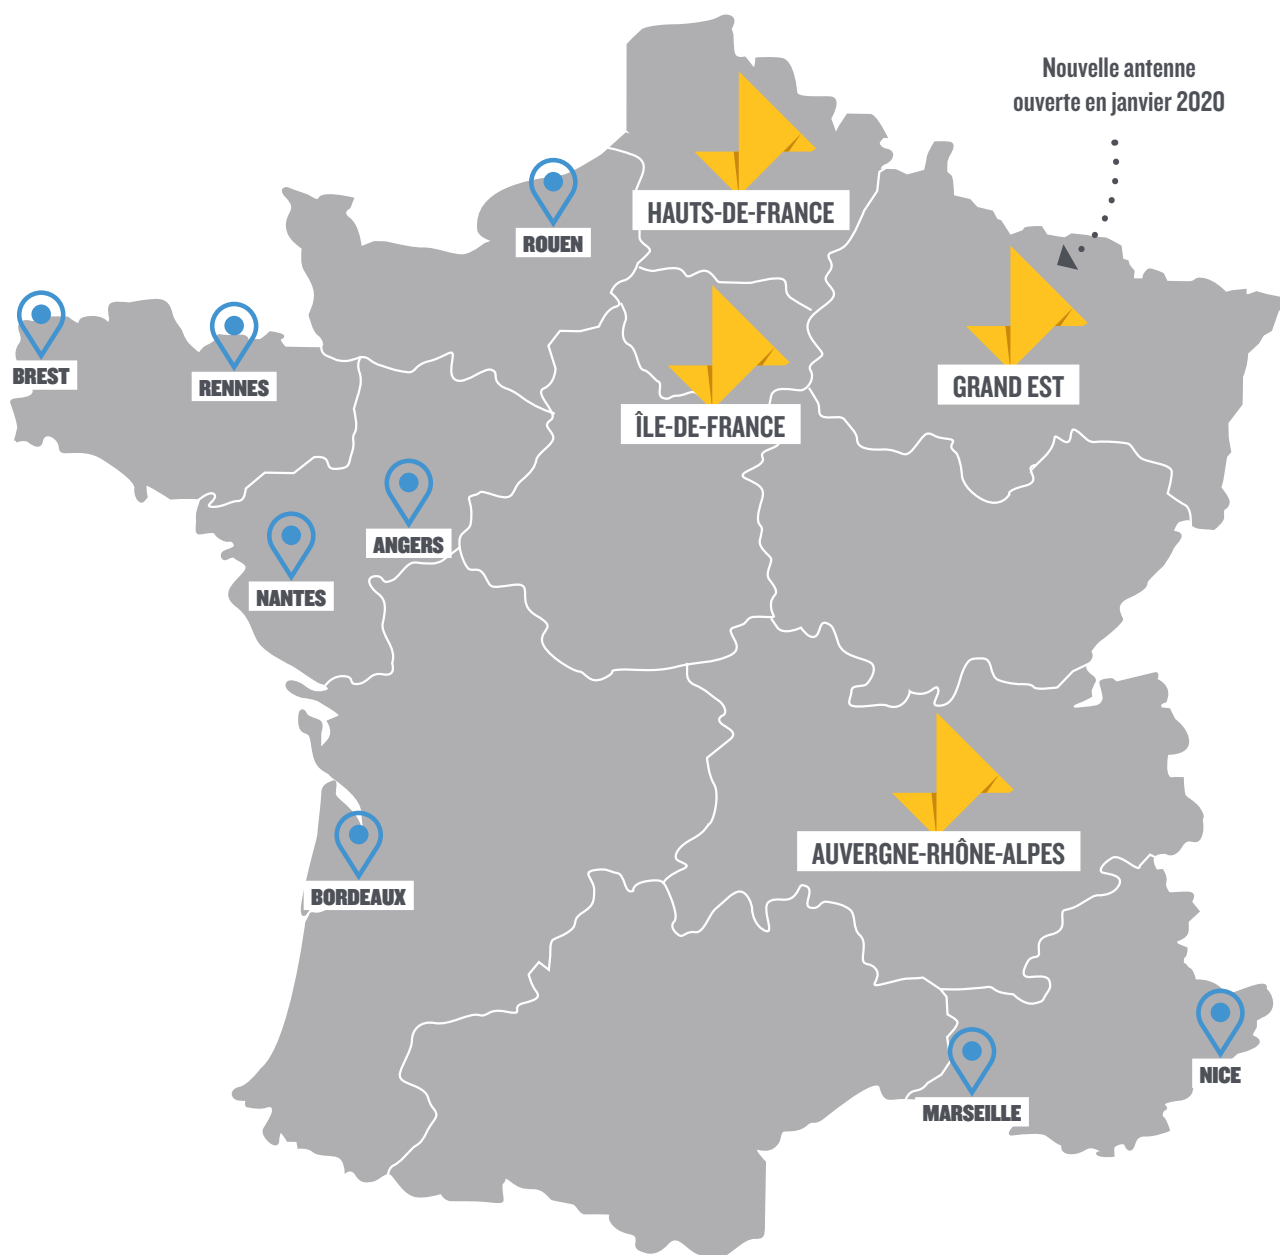 Nouvelle antenne
ouverte en janvier 2020
HAUTS-DE-FRANCE
ROUEN
BREST
RENNES
GRAND EST
ÎLE-DE-FRANCE
ANGERS
NANTES
AUVERGNE-RHÔNE-ALPES
BORDEAUX
NICE
MARSEILLE